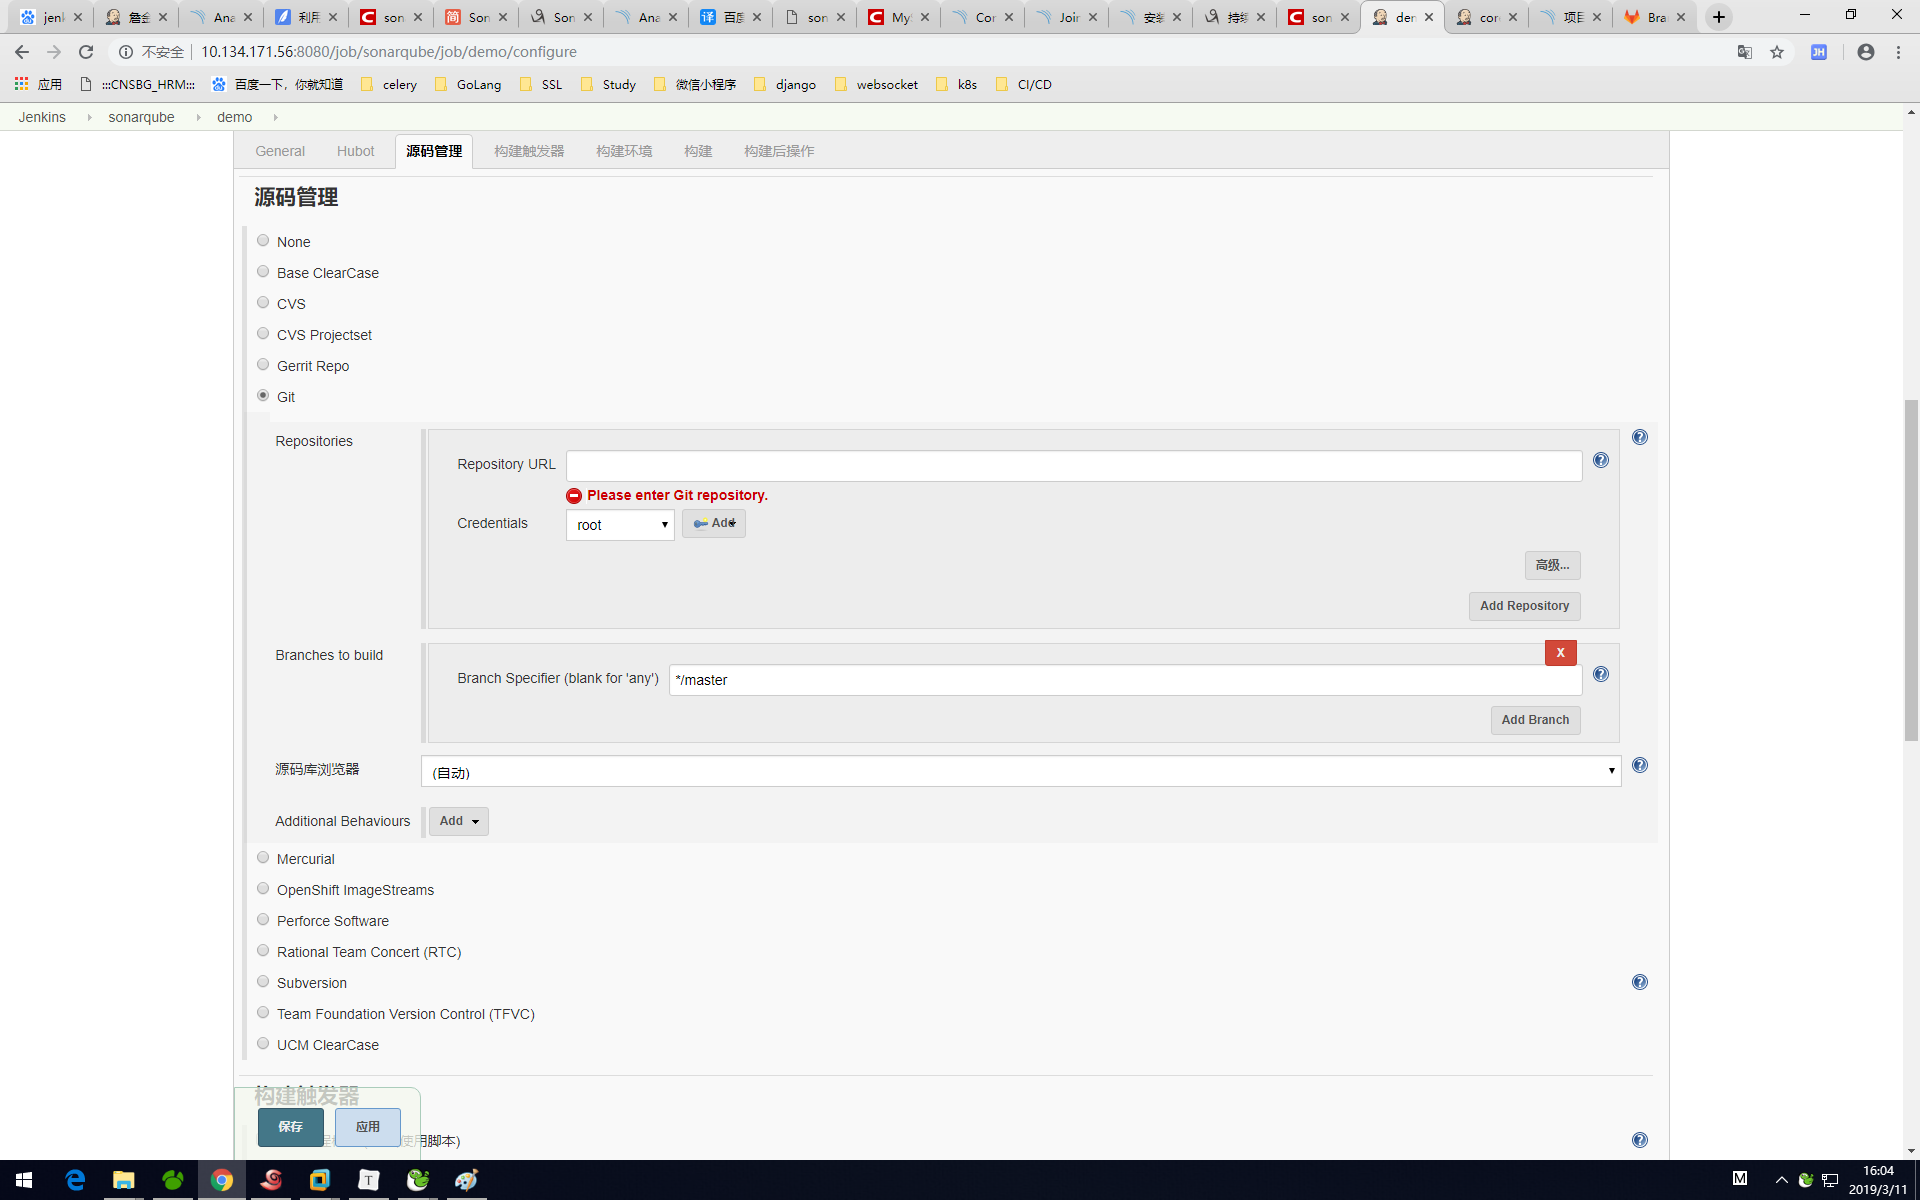 jenk
詹金
Ana
利用
son
Son
Son
Ana
百度
son
My
Cor
Join
安装
持续
son
den
cor
项目
Bra
不安全
10.134.171.56:8080/job/sonarqube/job/demo/configure
应用
:::CNSBG_HRM:::
百度一下，你就知道
celery
GoLang
SSL
Study
微信小程序
django
websocket
k8s
CI/CD
Jenkins
sonarqube
demo
General
Hubot
源码管理
构建触发器
构建环境
构建
构建后操作
源码管理
None
Base ClearCase
CVS
CVS Projectset
Gerrit Repo
Git
Repositories
Repository URL
Please enter Git repository.
Credentials
root
Add
高级...
Add Repository
Branches to build
X
Branch Specifier (blank for 'any')
*/master
Add Branch
源码库浏览器
(自动)
Additional Behaviours
Add
Mercurial
OpenShift ImageStreams
Perforce Software
Rational Team Concert (RTC)
Subversion
Team Foundation Version Control (TFVC)
UCM ClearCase
构建触发器
保存
应用
使用脚本)
16:04
2019/3/11